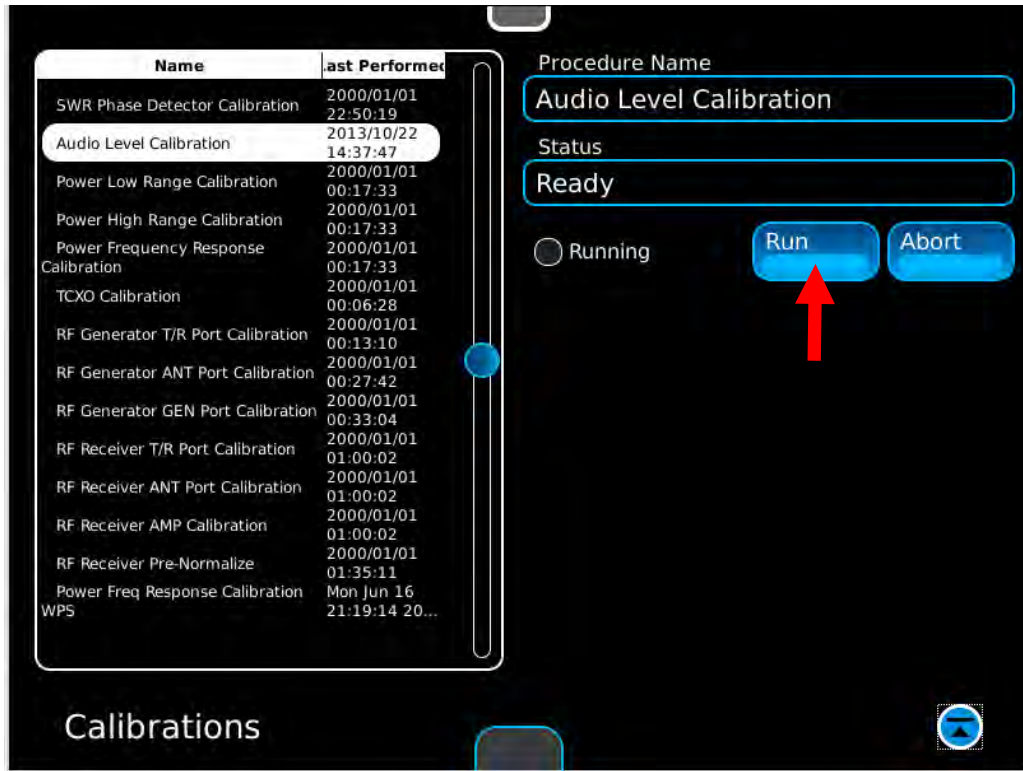 Name
.ast Performec
SWR Phase Detector Calibration
2000/01/01
22:50:19
Audio Level Calibration
2013/10/22
14:37:47
Power Low Range Calibration
2000/01/01
00:17:33
Power High Range Calibration
2000/01/01
00:17:33
Power Frequency Response
Calibration
2000/01/01
00:17:33
TCXO Calibration
2000/01/01
00:06:28
RF Generator T/R Port Calibration
2000/01/01
00:13:10
RF Generator ANT Port Calibration
2000/01/01
00:27:42
RF Generator GEN Port Calibration
2000/01/01
00:33:04
RF Receiver T/R Port Calibration
2000/01/01
01:00:02
RF Receiver ANT Port Calibration
2000/01/01
01:00:02
RF Receiver AMP Calibration
2000/01/01
01:00:02
RF Receiver Pre-Normalize
2000/01/01
01:35:11
Power Freq Response Calibration
WPS
Mon Jun 16
21:19:14 20...
Procedure Name
Audio Level Calibration
Status
Ready
Running
Run
Abort
Calibrations